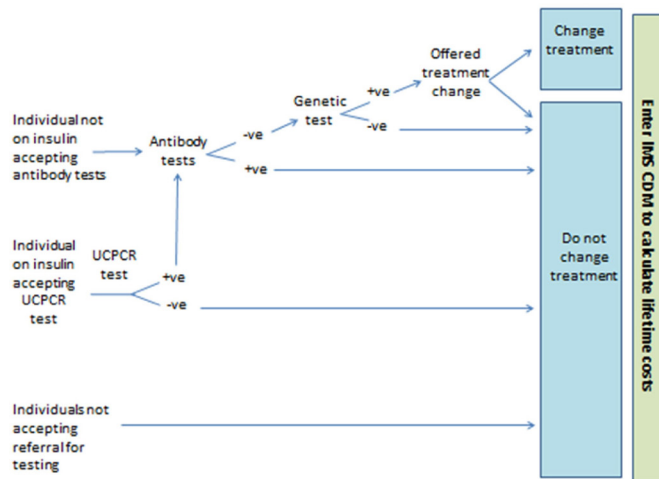 Change
treatment
Offered
treatment
change
+ve
Genetic
test
-ve
-ve
Individual not
on insulin
accepting
antibody tests
Antibody
tests
+ve
Individual
on insulin
accepting
UCPCR
test
UCPCR
test
+ve
-ve
Do not
change
treatment
Individuals not
accepting
referral for
testing
Enter IMS CDM to calculate lifetime costs